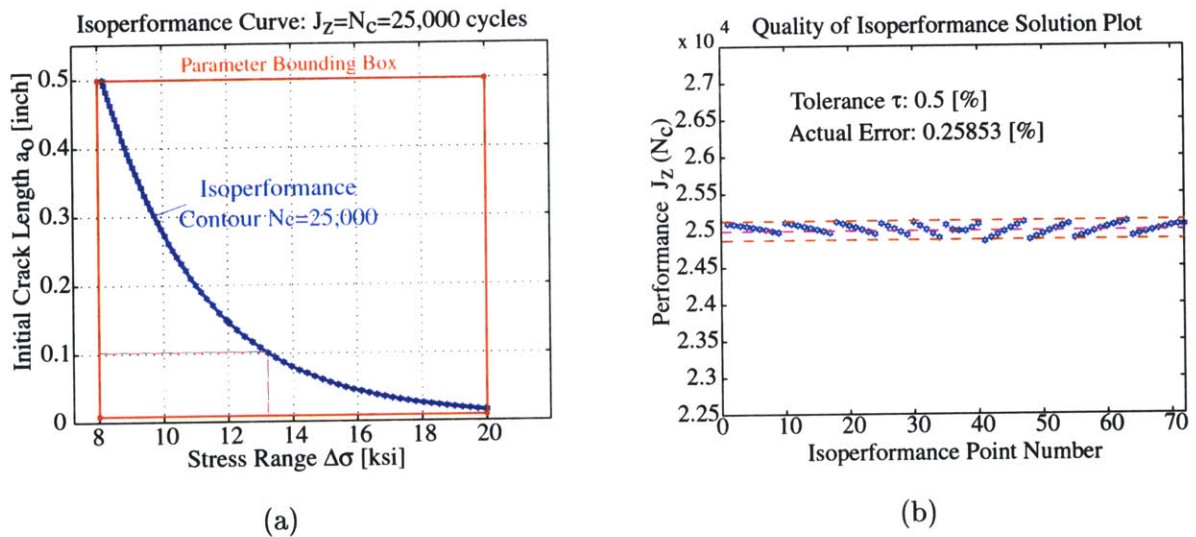 Isoperformance Curve: J_Z=N_C=25,000 cycles
Initial Crack Length a_o [inch]
0.5
0.4
0.3
0.2
0.1
0
Parameter Bounding Box
Isoperformance
Contour N_C=25,000
8
10
12
14
16
18
20
Stress Range Δσ [ksi]
(a)
x 10 4
Quality of Isoperformance Solution Plot
Performance J_Z (N_C)
2.7
2.65
2.6
2.55
2.5
2.45
2.4
2.35
2.3
2.25
Tolerance τ: 0.5 [%]
Actual Error: 0.25853 [%]
0
10
20
30
40
50
60
70
Isoperformance Point Number
(b)